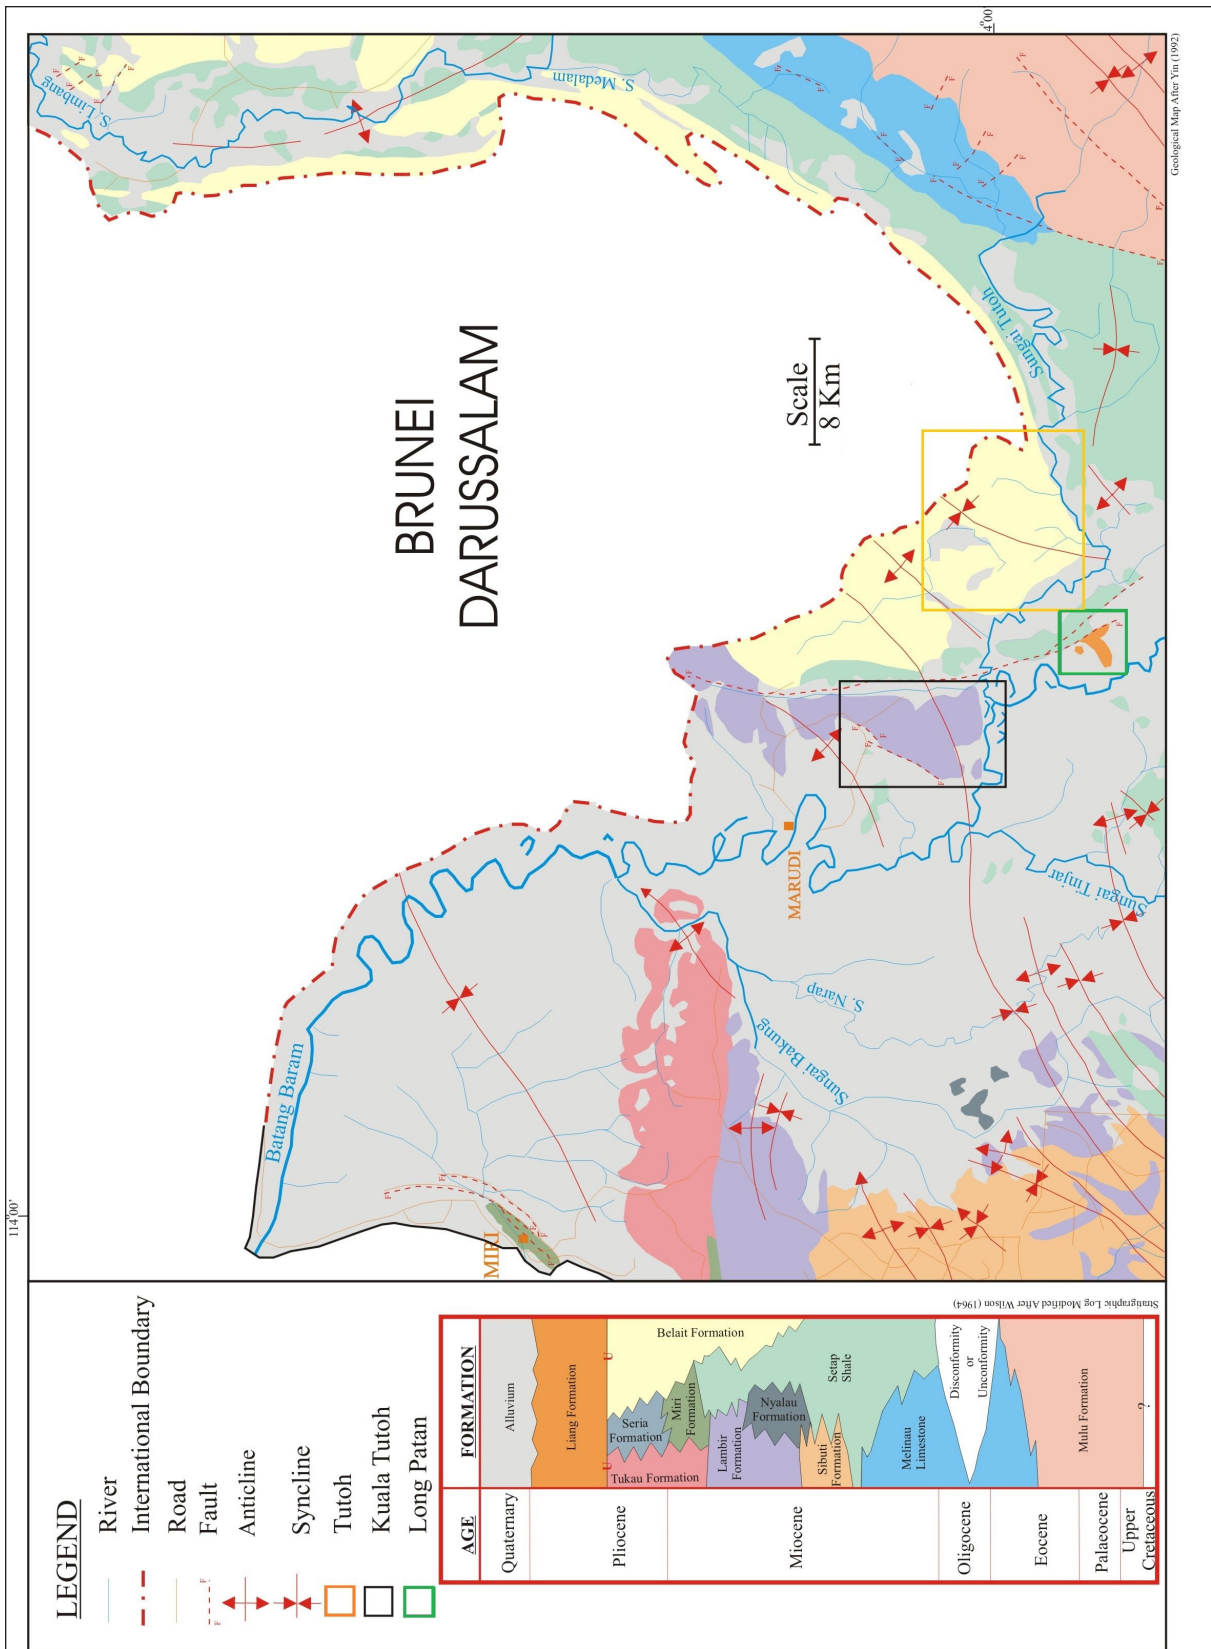 114°00'
4°00'
S. Limbang
S. Medalam
BRUNEI
DARUSSALAM
Scale
8 Km
Sungai Tutoh
Batang Baram
MIRI
MARUDI
S. Narap
Sungai Bakung
Sungai Tinjar
Geological Map After Yin (1992)
LEGEND
River
International Boundary
Road
Fault
Anticline
Syncline
Tutoh
Kuala Tutoh
Long Patan
AGE
FORMATION
Quaternary
Pliocene
Miocene
Oligocene
Eocene
Palaeocene
Upper
Cretaceous
Alluvium
Liang Formation
U
U
Belait Formation
Seria
Formation
Miri
Formation
Tukau Formation
Lambir
Formation
Nyalau
Formation
Setap
Shale
Sibuti
Formation
Melinau
Limestone
Disconformity
or
Unconformity
Mulu Formation
?
Stratigraphic Log Modified After Wilson (1964)